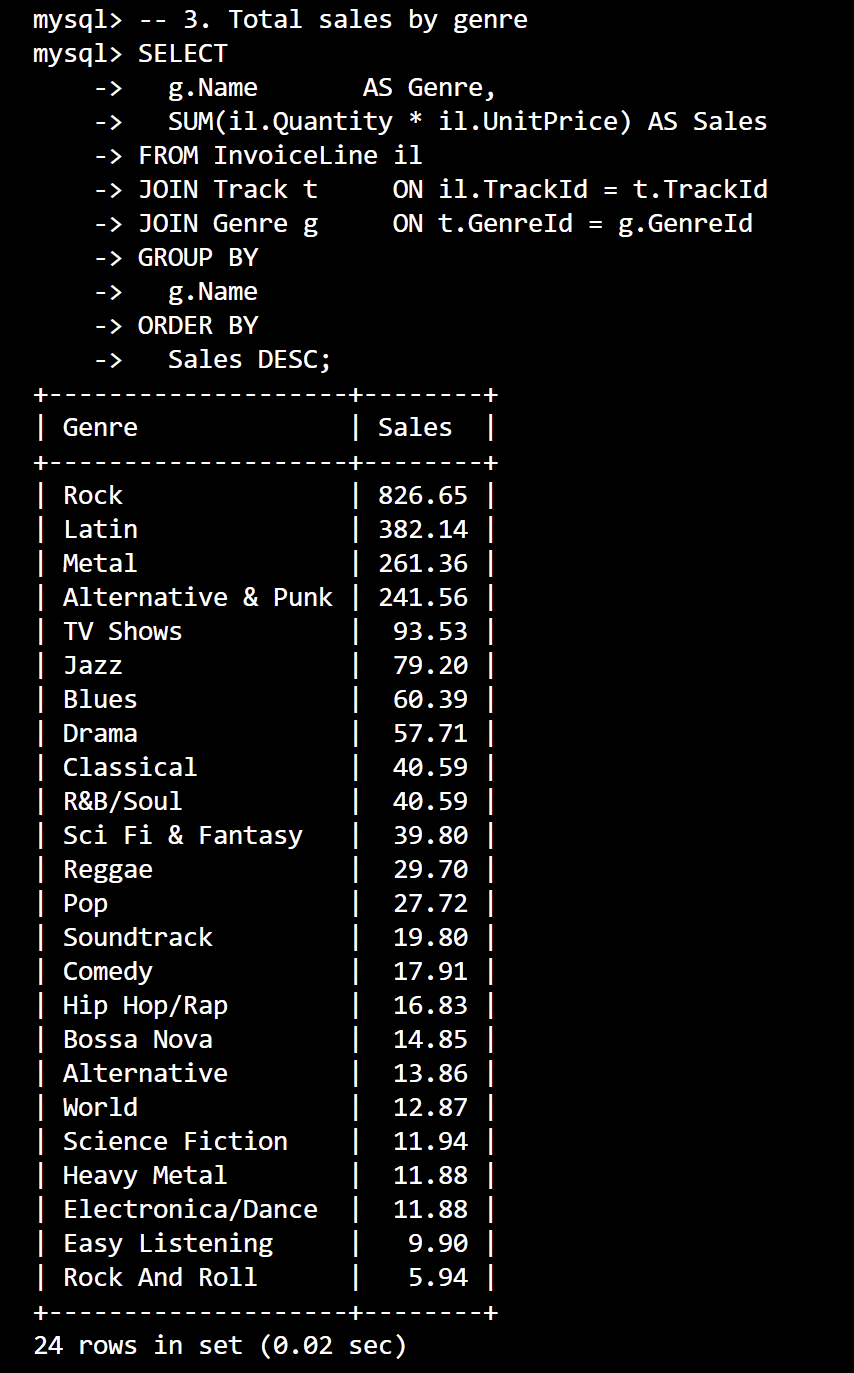 mysql> -- 3. Total sales by genre
mysql> SELECT
    ->   g.Name       AS Genre,
    ->   SUM(il.Quantity * il.UnitPrice) AS Sales
    -> FROM InvoiceLine il
    -> JOIN Track t     ON il.TrackId = t.TrackId
    -> JOIN Genre g     ON t.GenreId = g.GenreId
    -> GROUP BY
    ->   g.Name
    -> ORDER BY
    ->   Sales DESC;
+--------------------+--------+
| Genre              | Sales  |
+--------------------+--------+
| Rock               | 826.65 |
| Latin              | 382.14 |
| Metal              | 261.36 |
| Alternative & Punk | 241.56 |
| TV Shows           |  93.53 |
| Jazz               |  79.20 |
| Blues              |  60.39 |
| Drama              |  57.71 |
| Classical          |  40.59 |
| R&B/Soul           |  40.59 |
| Sci Fi & Fantasy   |  39.80 |
| Reggae             |  29.70 |
| Pop                |  27.72 |
| Soundtrack         |  19.80 |
| Comedy             |  17.91 |
| Hip Hop/Rap        |  16.83 |
| Bossa Nova         |  14.85 |
| Alternative        |  13.86 |
| World              |  12.87 |
| Science Fiction    |  11.94 |
| Heavy Metal        |  11.88 |
| Electronica/Dance  |  11.88 |
| Easy Listening     |   9.90 |
| Rock And Roll      |   5.94 |
+--------------------+--------+
24 rows in set (0.02 sec)